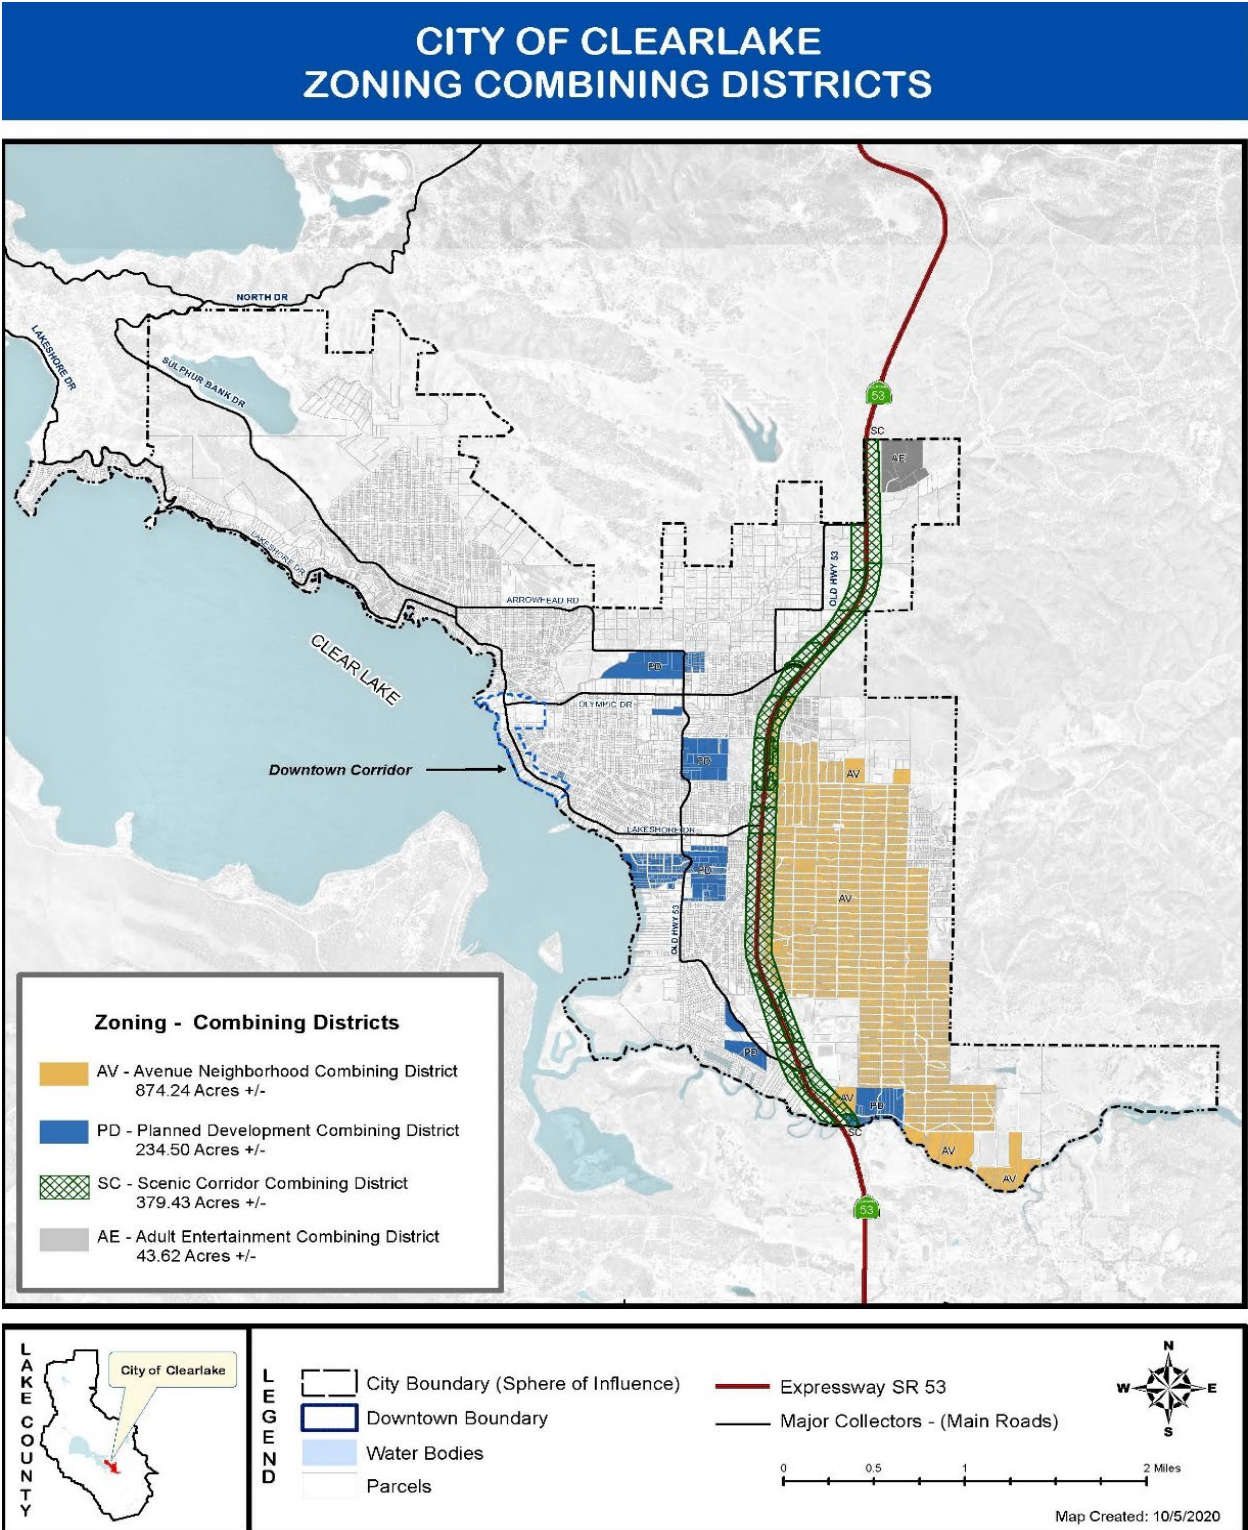 CITY OF CLEARLAKE
ZONING COMBINING DISTRICTS
NORTH DR
LAKESHORE DR
SULPHUR BANK DR
53
SC
AE
LAKESHORE DR
OLD HWY 53
ARROWHEAD RD
CLEAR LAKE
PD
OLYMPIC DR
Downtown Corridor
PD
AV
LAKESHORE DR
PD
AV
OLD HWY 53
PD
AV
PD
SC
AV
AV
53
Zoning - Combining Districts
AV - Avenue Neighborhood Combining District
874.24 Acres +/-
PD - Planned Development Combining District
234.50 Acres +/-
SC - Scenic Corridor Combining District
379.43 Acres +/-
AE - Adult Entertainment Combining District
43.62 Acres +/-
LAKE COUNTY
City of Clearlake
LEGEND
City Boundary (Sphere of Influence)
Downtown Boundary
Water Bodies
Parcels
Expressway SR 53
Major Collectors - (Main Roads)
N
W E
S
0 0.5 1 2 Miles
Map Created: 10/5/2020